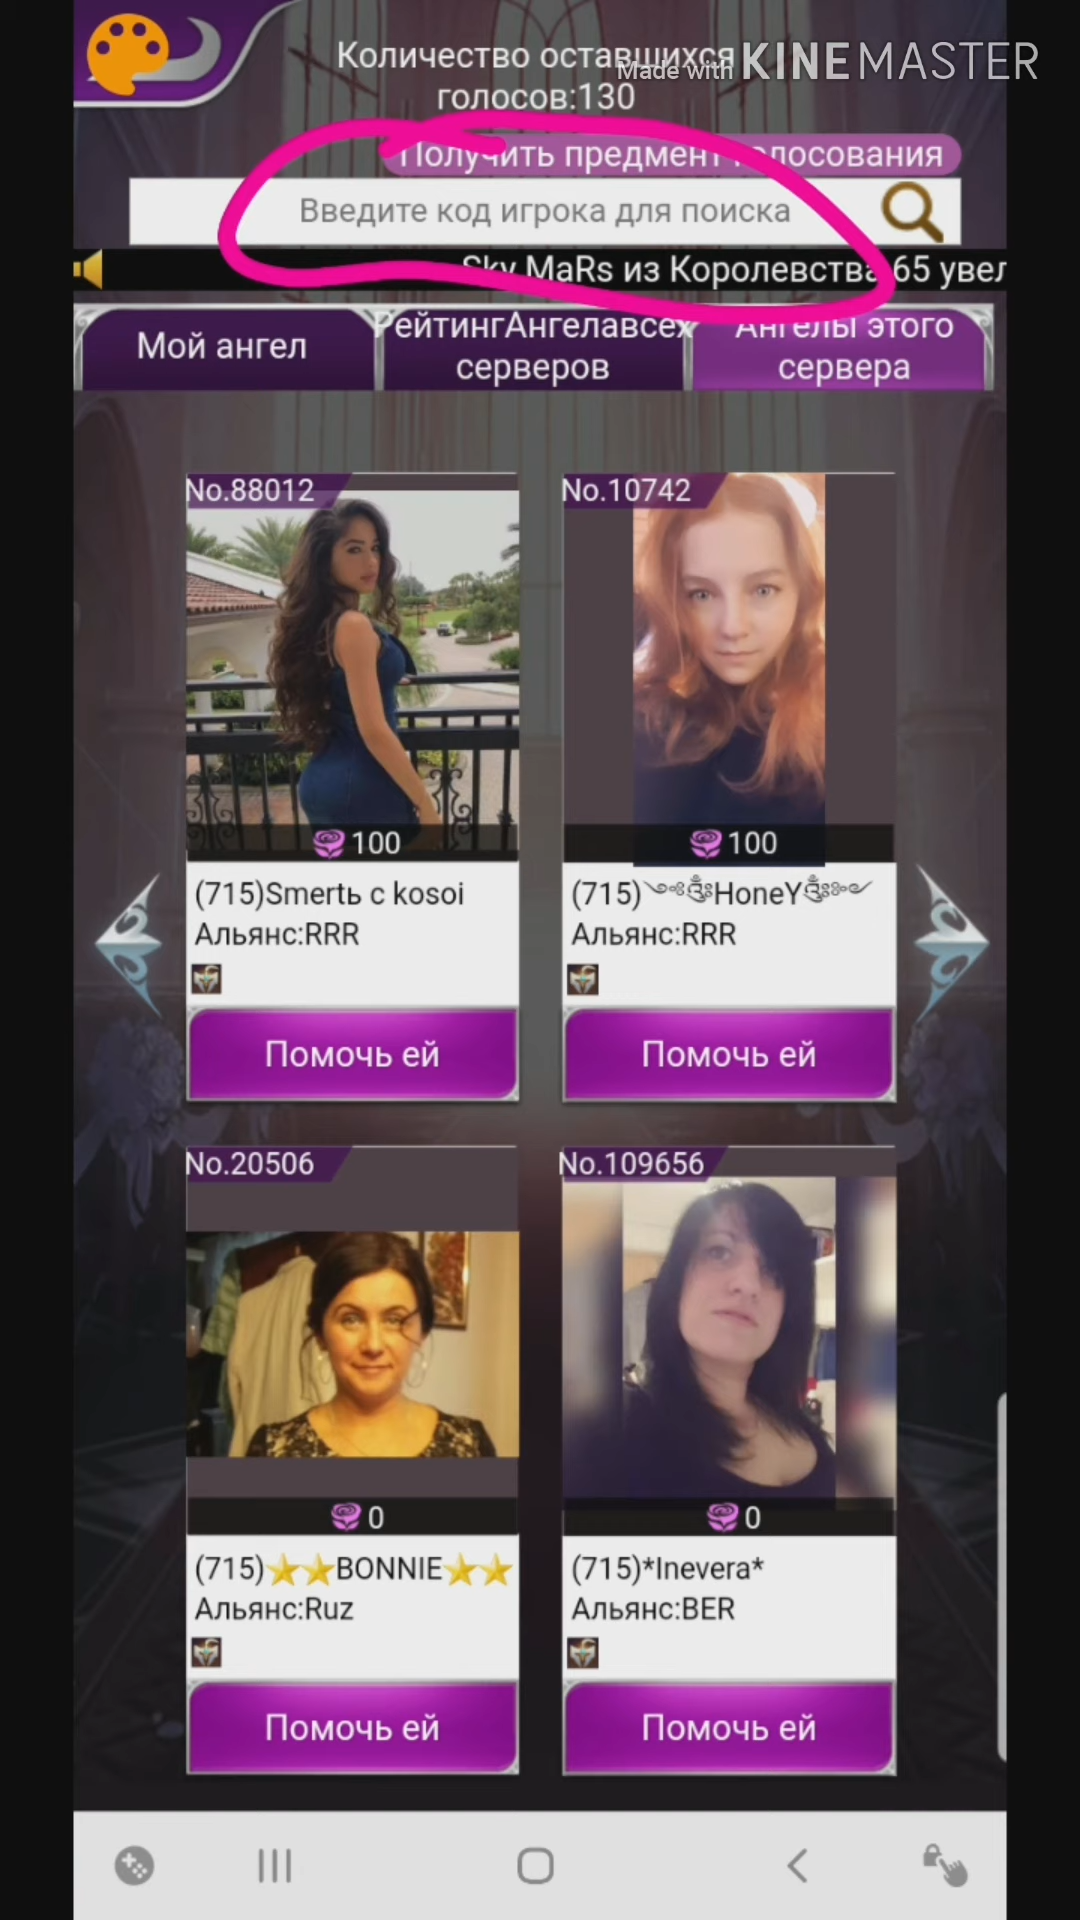 Количество оставшихся
голосов:130
Made with KINEMASTER
Получить предмент голосования
Введите код игрока для поиска
Sky MaRs из Королевства 65 увел
Мой ангел
РейтингАнгелавсех
серверов
Ангелы этого
сервера
No.88012
No.10742
100
100
(715)Smertь c kosoi
(715)HoneY
Альянс:RRR
Альянс:RRR
Помочь ей
Помочь ей
No.20506
No.109656
0
0
(715)⭐⭐BONNIE⭐⭐
(715)*Inevera*
Альянс:Ruz
Альянс:BER
Помочь ей
Помочь ей